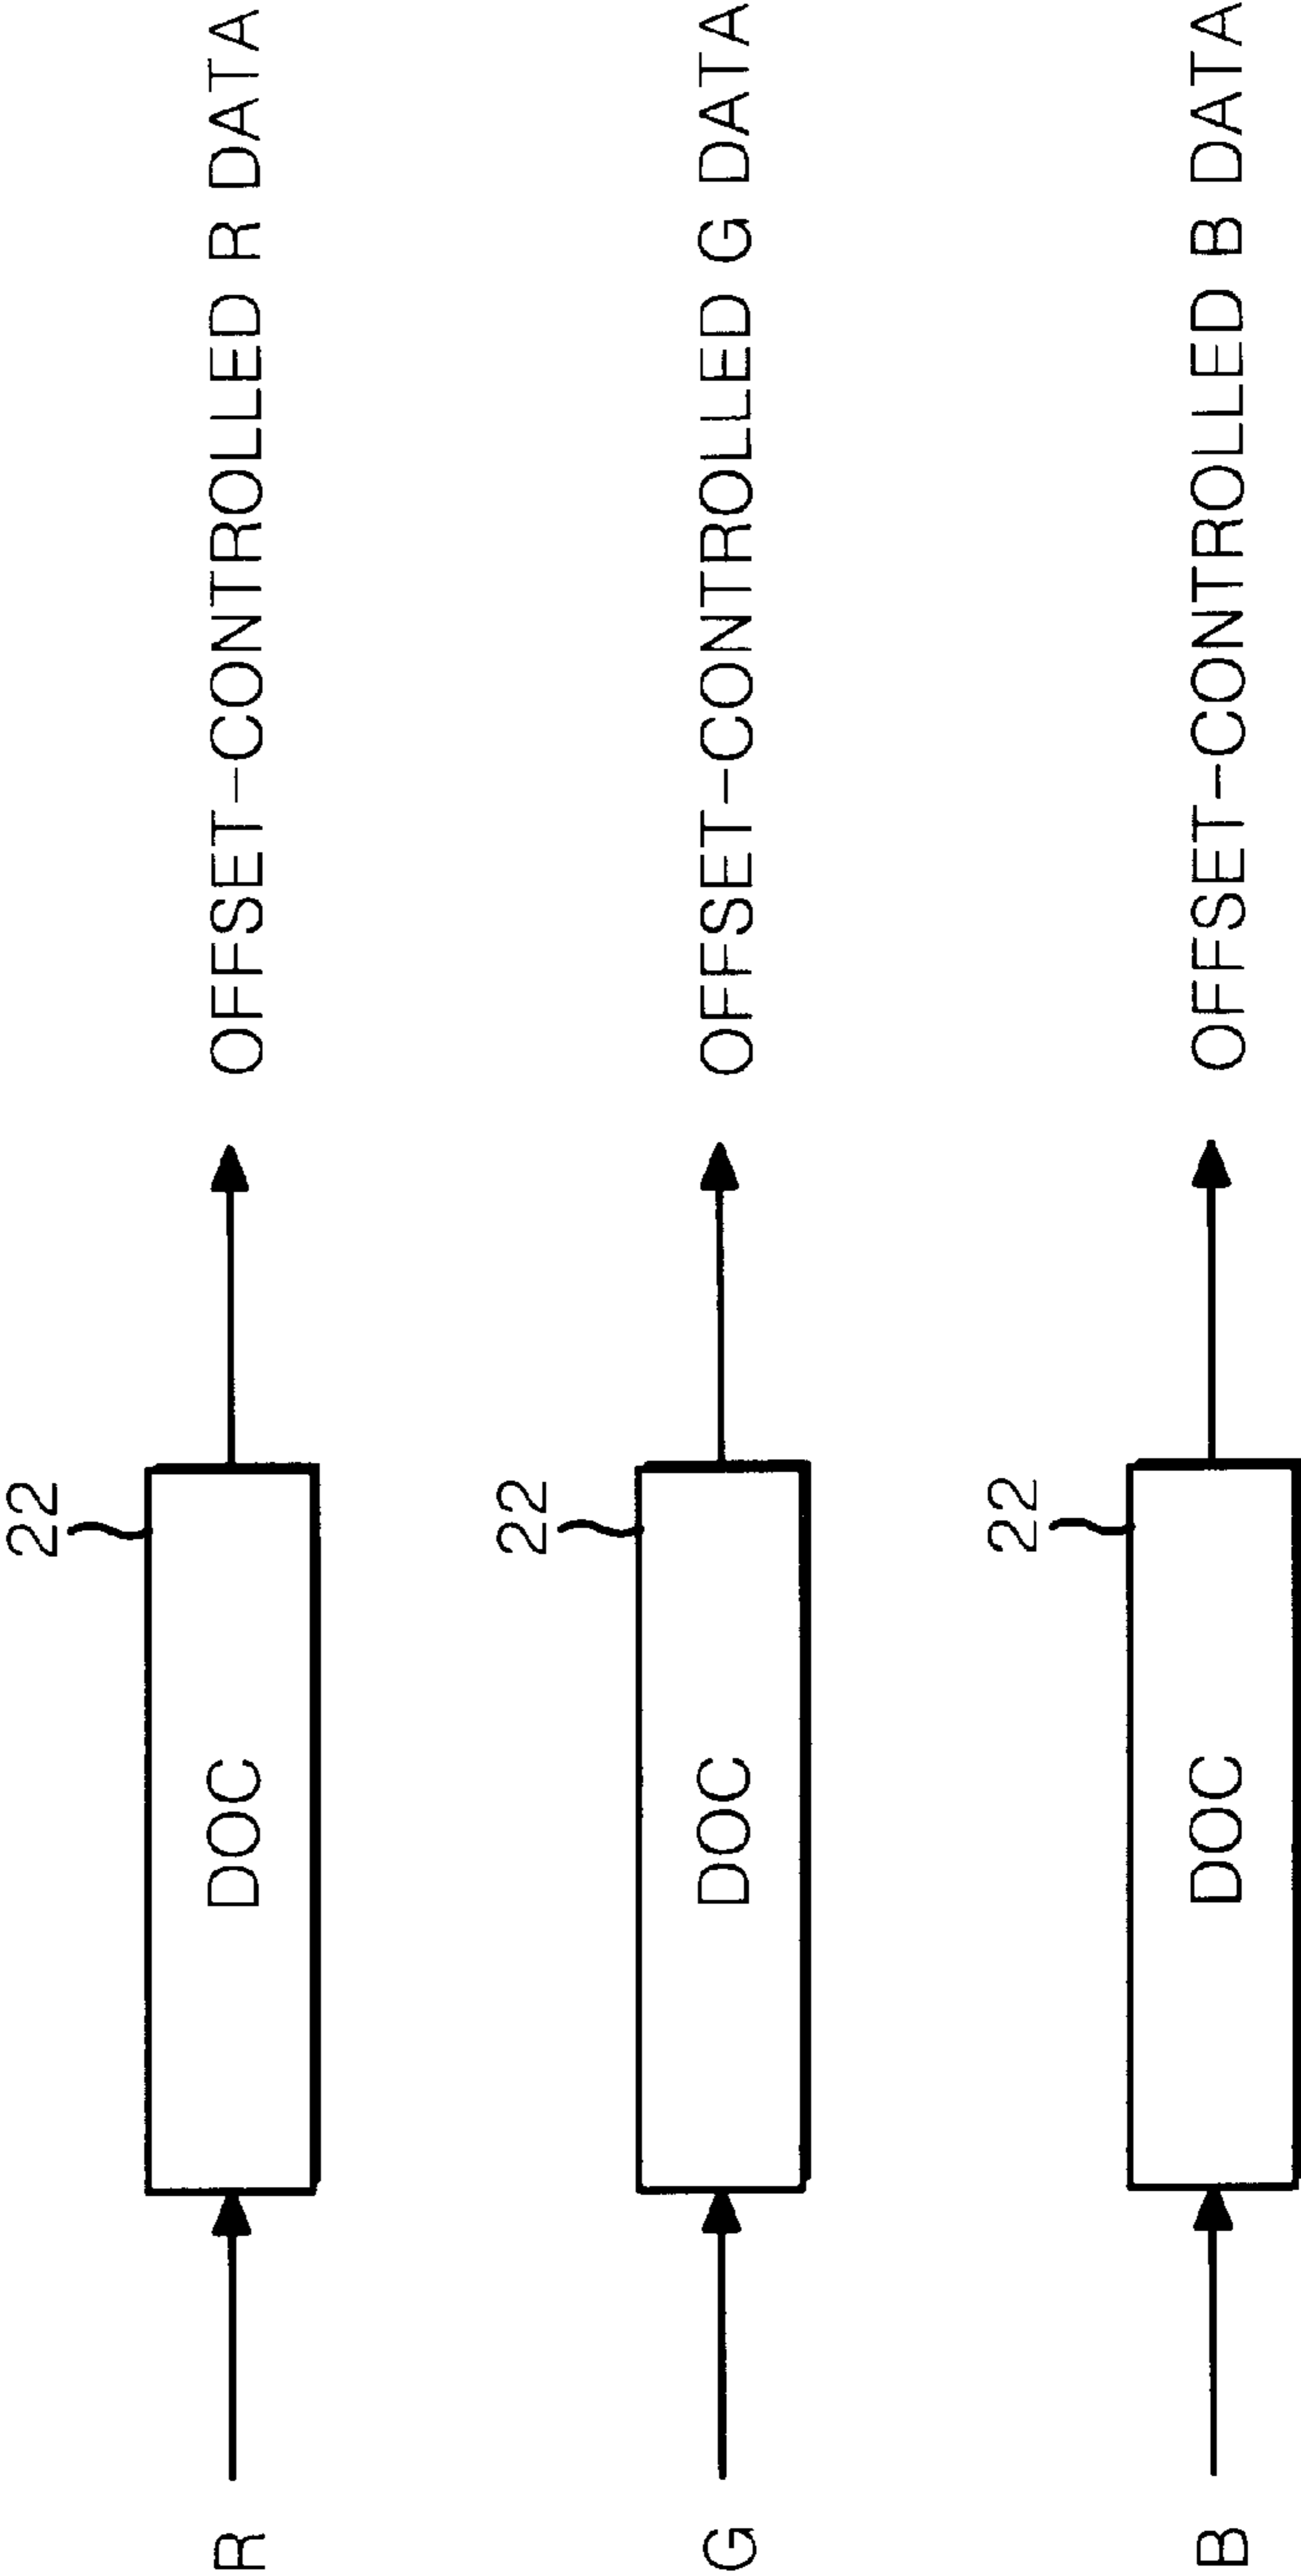 22
R
DOC
OFFSET-CONTROLLED R DATA
22
G
DOC
OFFSET-CONTROLLED G DATA
22
B
DOC
OFFSET-CONTROLLED B DATA